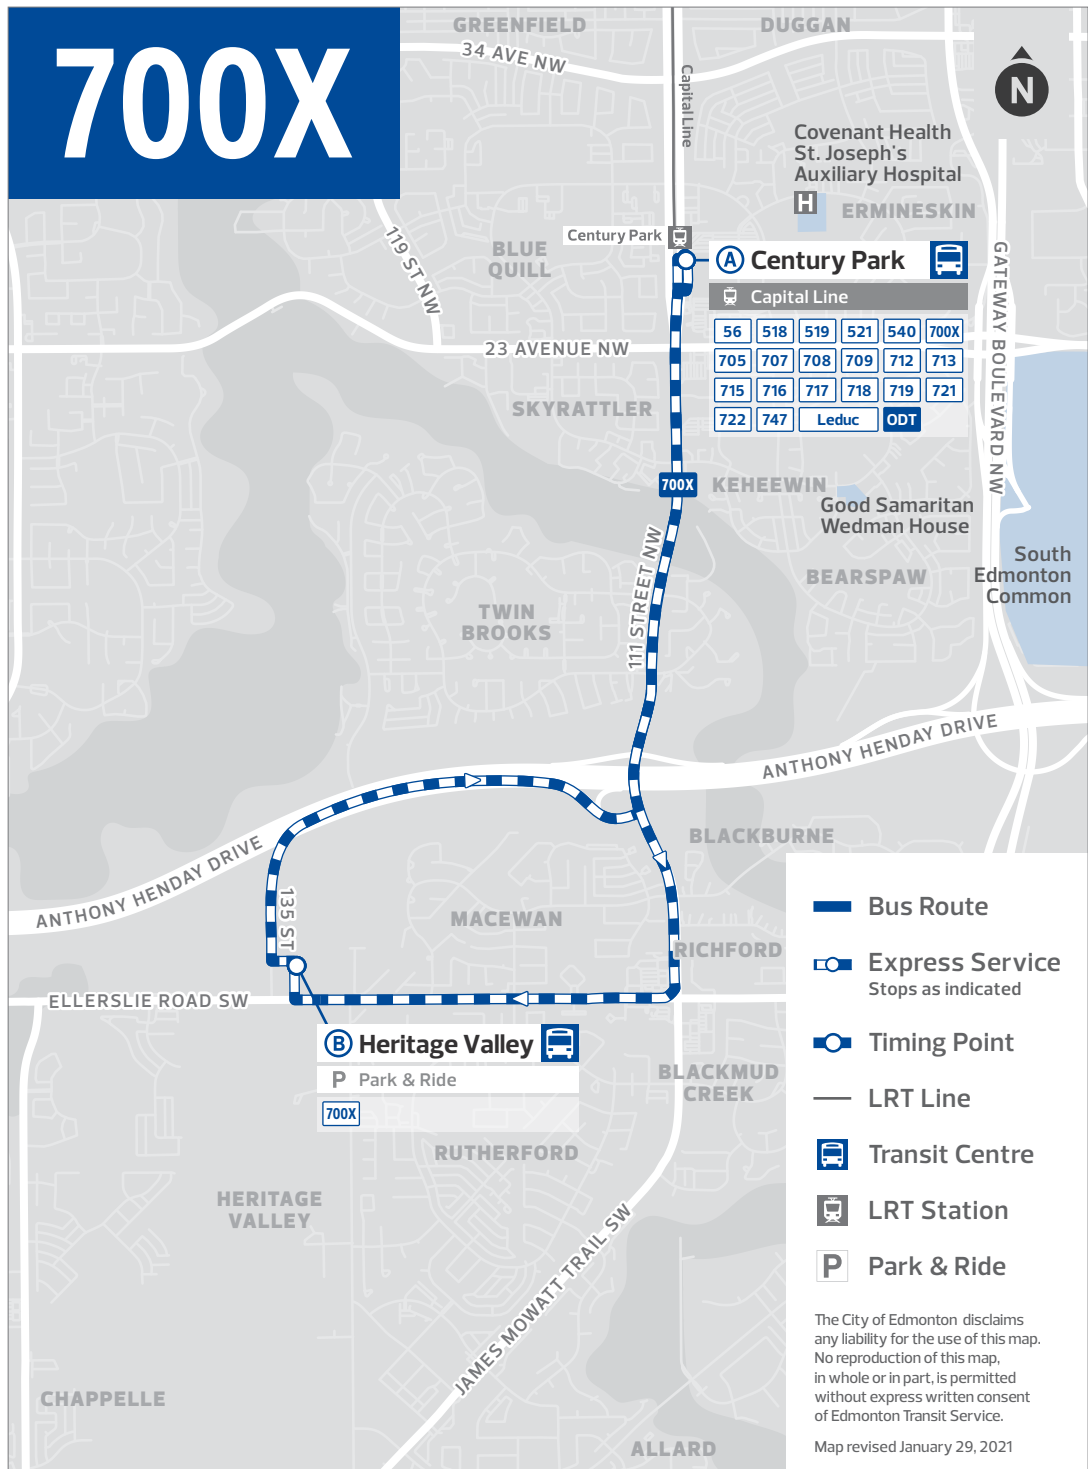 700X
GREENFIELD
DUGGAN
34 AVE NW
Capital Line
N
Covenant Health
St. Joseph's
Auxiliary Hospital
H
ERMINESKIN
119 ST NW
BLUE
QUILL
Century Park
A Century Park
Capital Line
56 518 519 521 540 700X
705 707 708 709 712 713
715 716 717 718 719 721
722 747 Leduc ODT
GATEWAY BOULEVARD NW
23 AVENUE NW
SKYRATTLER
700X
KEHEEWIN
Good Samaritan
Wedman House
111 STREET NW
South
Edmonton
Common
BEARSPAW
TWIN
BROOKS
ANTHONY HENDAY DRIVE
BLACKBURNE
ANTHONY HENDAY DRIVE
135 ST
MACEWAN
RICHFORD
ELLERSLIE ROAD SW
B Heritage Valley
P Park & Ride
700X
BLACKMUD
CREEK
RUTHERFORD
HERITAGE
VALLEY
JAMES MOWATT TRAIL SW
CHAPPELLE
ALLARD
Bus Route
Express Service
Stops as indicated
Timing Point
LRT Line
Transit Centre
LRT Station
P Park & Ride
The City of Edmonton disclaims
any liability for the use of this map.
No reproduction of this map,
in whole or in part, is permitted
without express written consent
of Edmonton Transit Service.
Map revised January 29, 2021